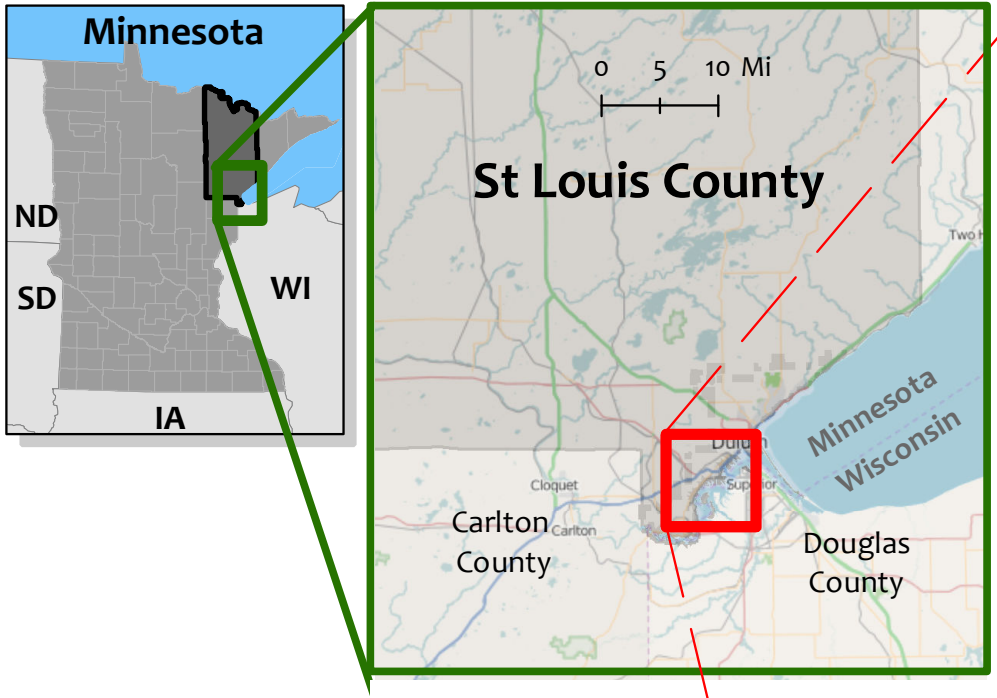 Minnesota
ND
SD
WI
IA
0 5 10 Mi
St Louis County
Two H
Minnesota
Wisconsin
Duluth
Superior
Cloquet
Carlton
Carlton
County
Douglas
County